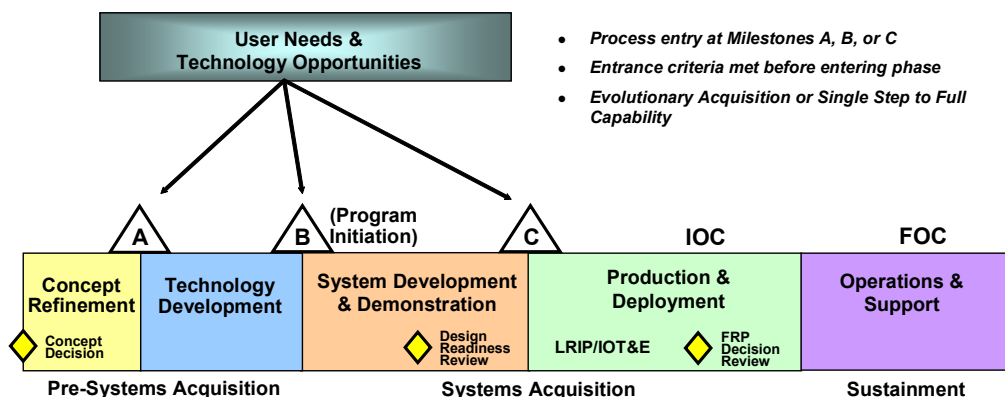 User Needs &
Technology Opportunities
• Process entry at Milestones A, B, or C
• Entrance criteria met before entering phase
• Evolutionary Acquisition or Single Step to Full
Capability
A
B
(Program
Initiation)
C
IOC
FOC
Concept
Refinement
Technology
Development
System Development
& Demonstration
Production &
Deployment
Operations &
Support
Concept
Decision
Design
Readiness
Review
LRIP/IOT&E
FRP
Decision
Review
Pre-Systems Acquisition
Systems Acquisition
Sustainment